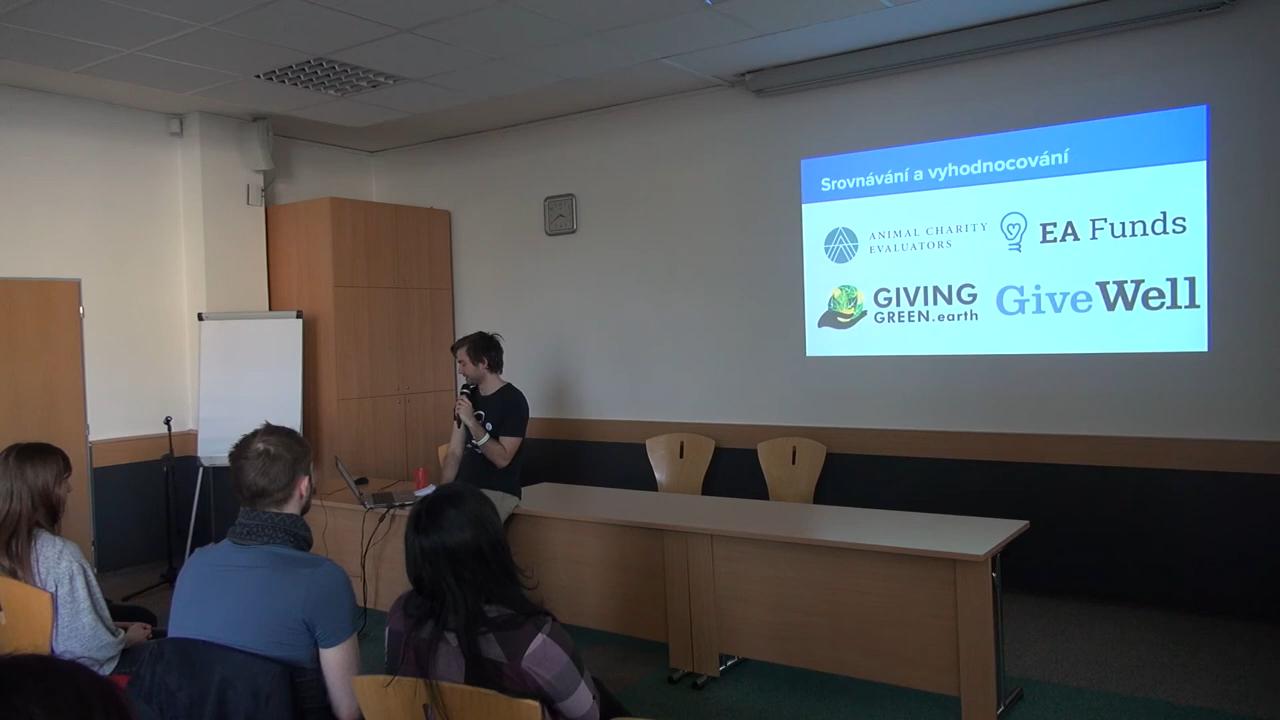 Srovnávání a vyhodnocování
ANIMAL CHARITY
EVALUATORS
EA Funds
GIVING
GREEN.earth
GiveWell